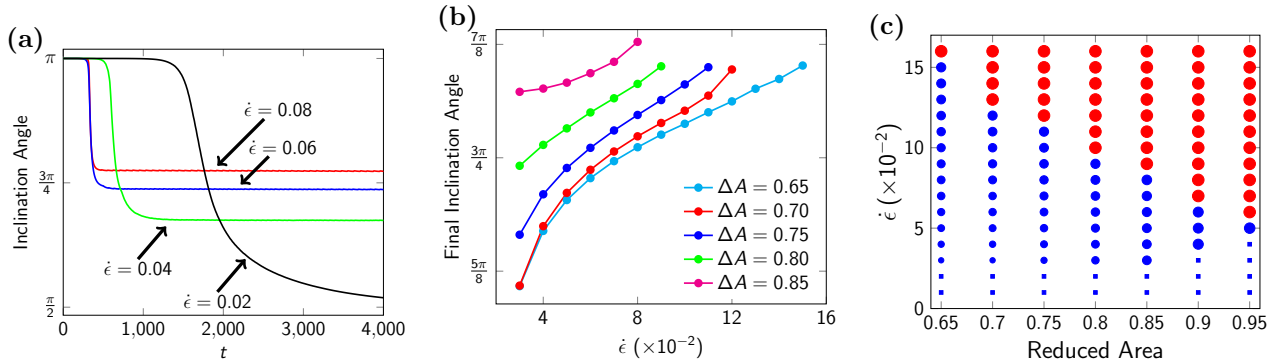 (a)
Inclination Angle
π
3π/4
π/2
ε̇ = 0.08
ε̇ = 0.06
ε̇ = 0.04
ε̇ = 0.02
0 1,000 2,000 3,000 4,000
t
(b)
Final Inclination Angle
7π/8
3π/4
5π/8
ΔA = 0.65
ΔA = 0.70
ΔA = 0.75
ΔA = 0.80
ΔA = 0.85
4 8 12 16
ε̇ (×10⁻²)
(c)
ε̇ (×10⁻²)
15
10
5
0
0.65 0.7 0.75 0.8 0.85 0.9 0.95
Reduced Area